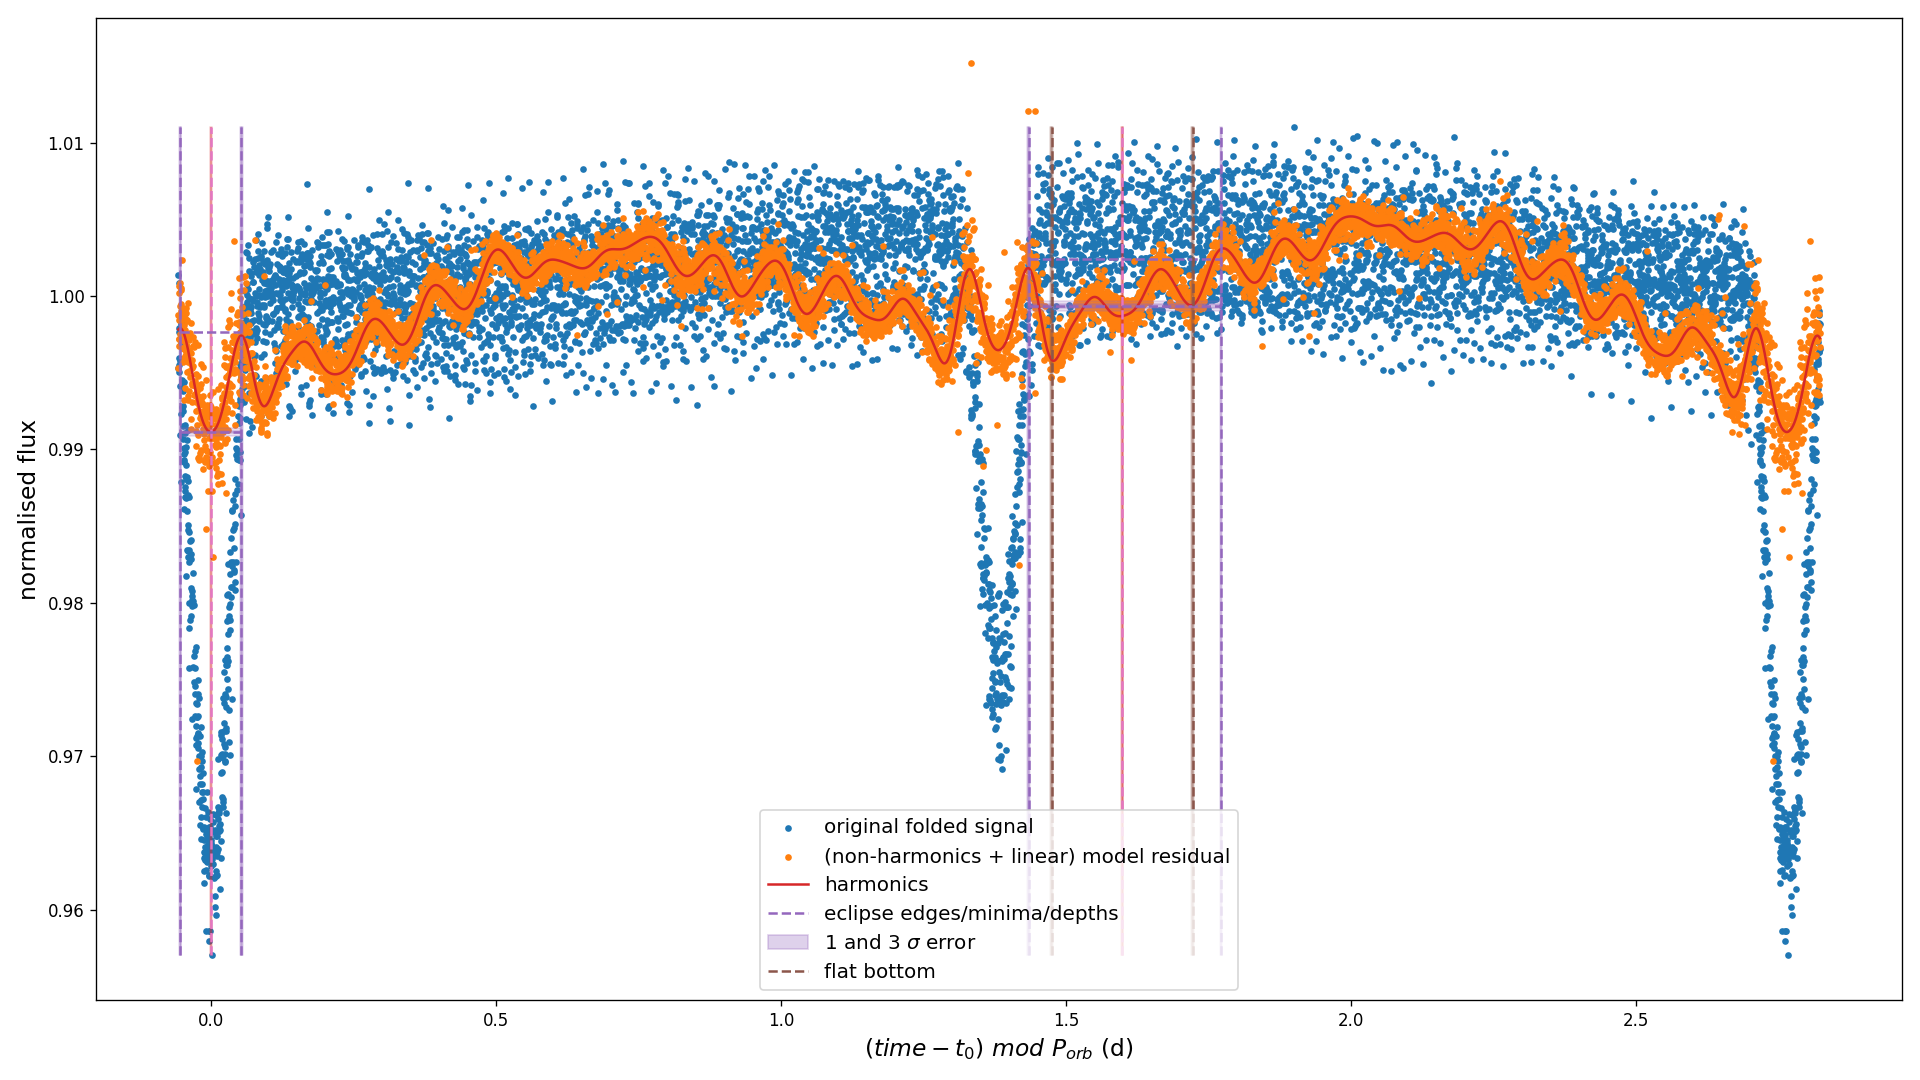 normalised flux
1.01
1.00
0.99
0.98
0.97
0.96
original folded signal
(non-harmonics + linear) model residual
harmonics
eclipse edges/minima/depths
1 and 3 σ error
flat bottom
0.0 0.5 1.0 1.5 2.0 2.5
(time − t₀) mod P_orb (d)